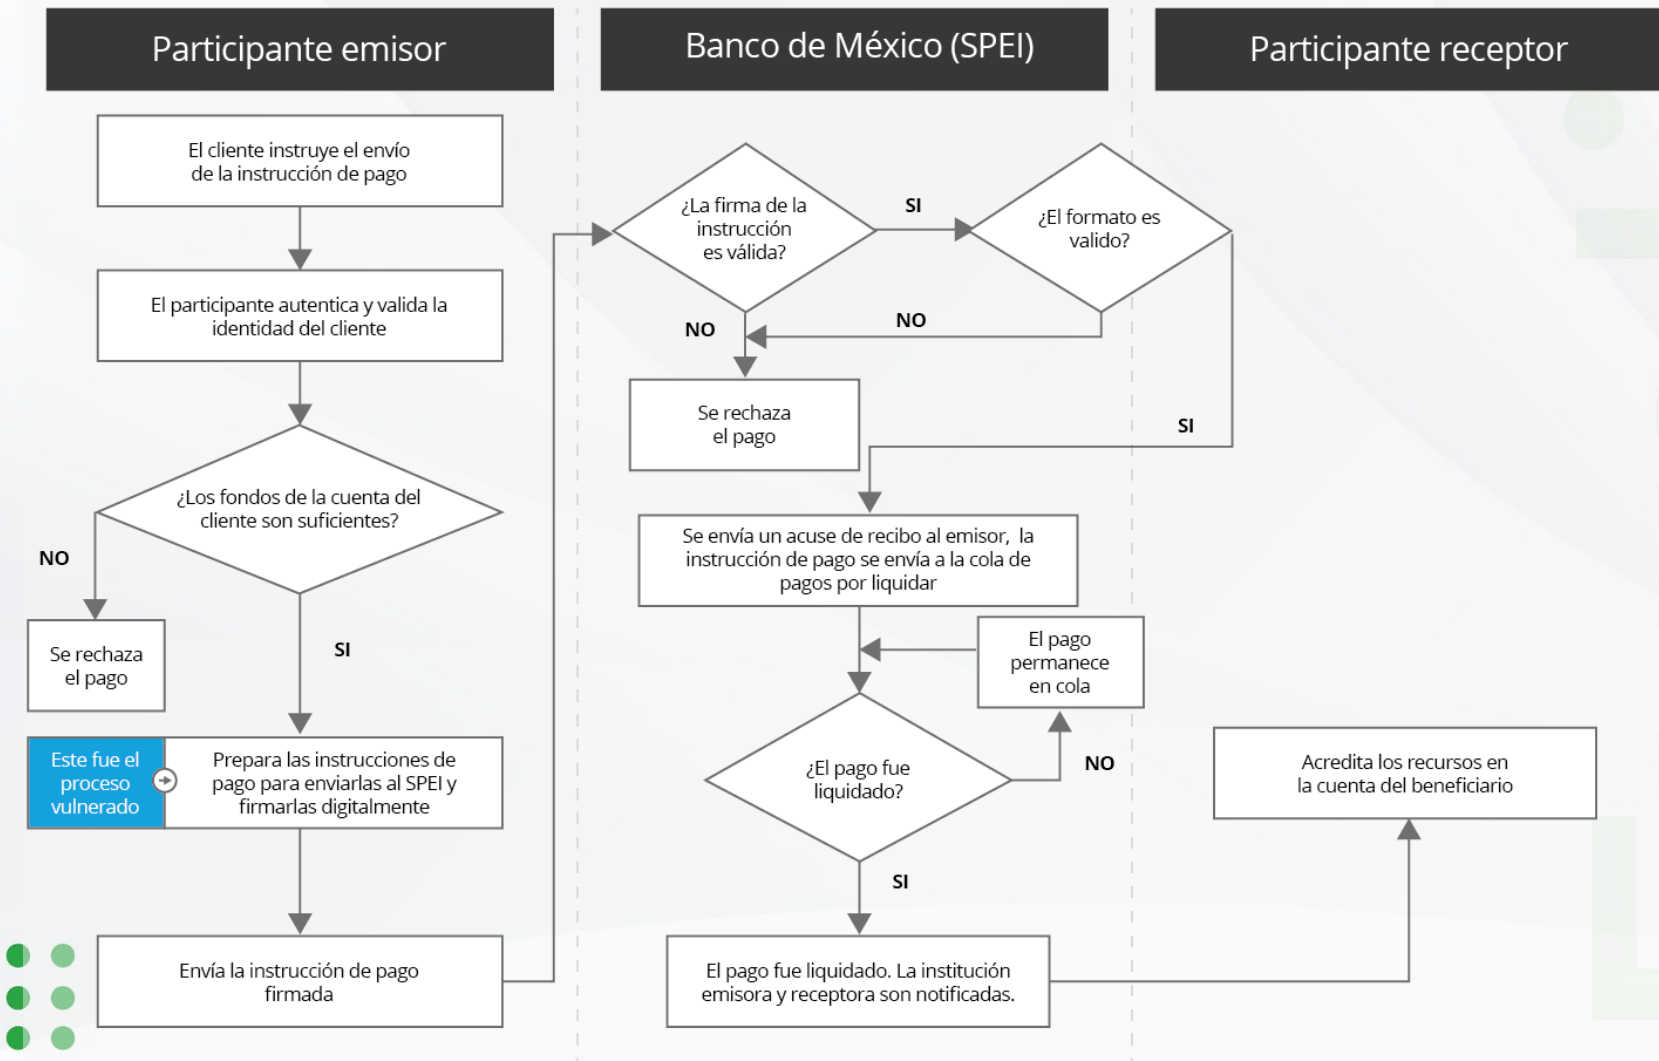 Participante emisor
Banco de México (SPEI)
Participante receptor
El cliente instruye el envío
de la instrucción de pago
El participante autentica y valida la
identidad del cliente
¿Los fondos de la cuenta del
cliente son suficientes?
NO
Se rechaza
el pago
SI
Este fue el
proceso
vulnerado
Prepara las instrucciones de
pago para enviarlas al SPEI y
firmarlas digitalmente
Envía la instrucción de pago
firmada
¿La firma de la
instrucción
es válida?
SI
¿El formato es
valido?
NO
NO
Se rechaza
el pago
SI
Se envía un acuse de recibo al emisor, la
instrucción de pago se envía a la cola de
pagos por liquidar
El pago
permanece
en cola
¿El pago fue
liquidado?
NO
SI
El pago fue liquidado. La institución
emisora y receptora son notificadas.
Acredita los recursos en
la cuenta del beneficiario